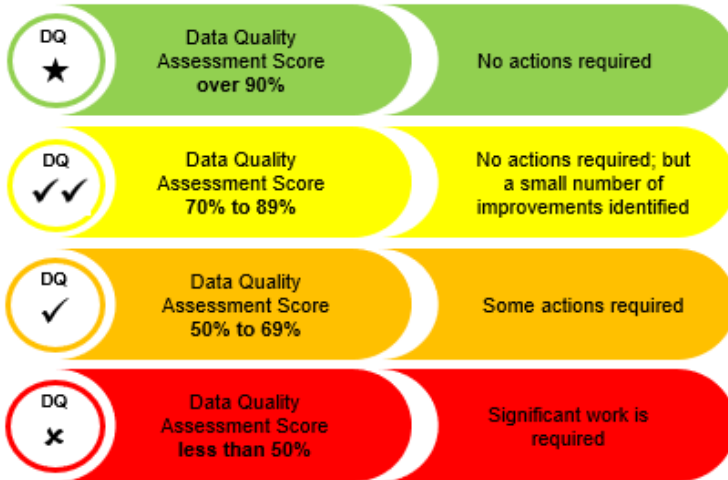 DQ
★
Data Quality
Assessment Score
over 90%
No actions required
DQ
✓✓
Data Quality
Assessment Score
70% to 89%
No actions required; but
a small number of
improvements identified
DQ
✓
Data Quality
Assessment Score
50% to 69%
Some actions required
DQ
✗
Data Quality
Assessment Score
less than 50%
Significant work is
required